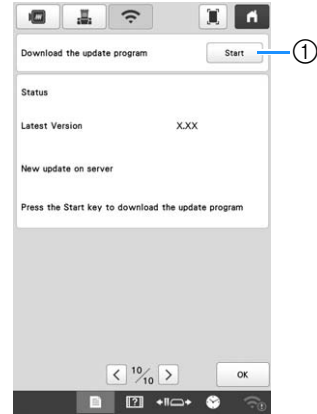 Download the update program Start
①
Status
Latest Version X.XX
New update on server
Press the Start key to download the update program
10/10
OK